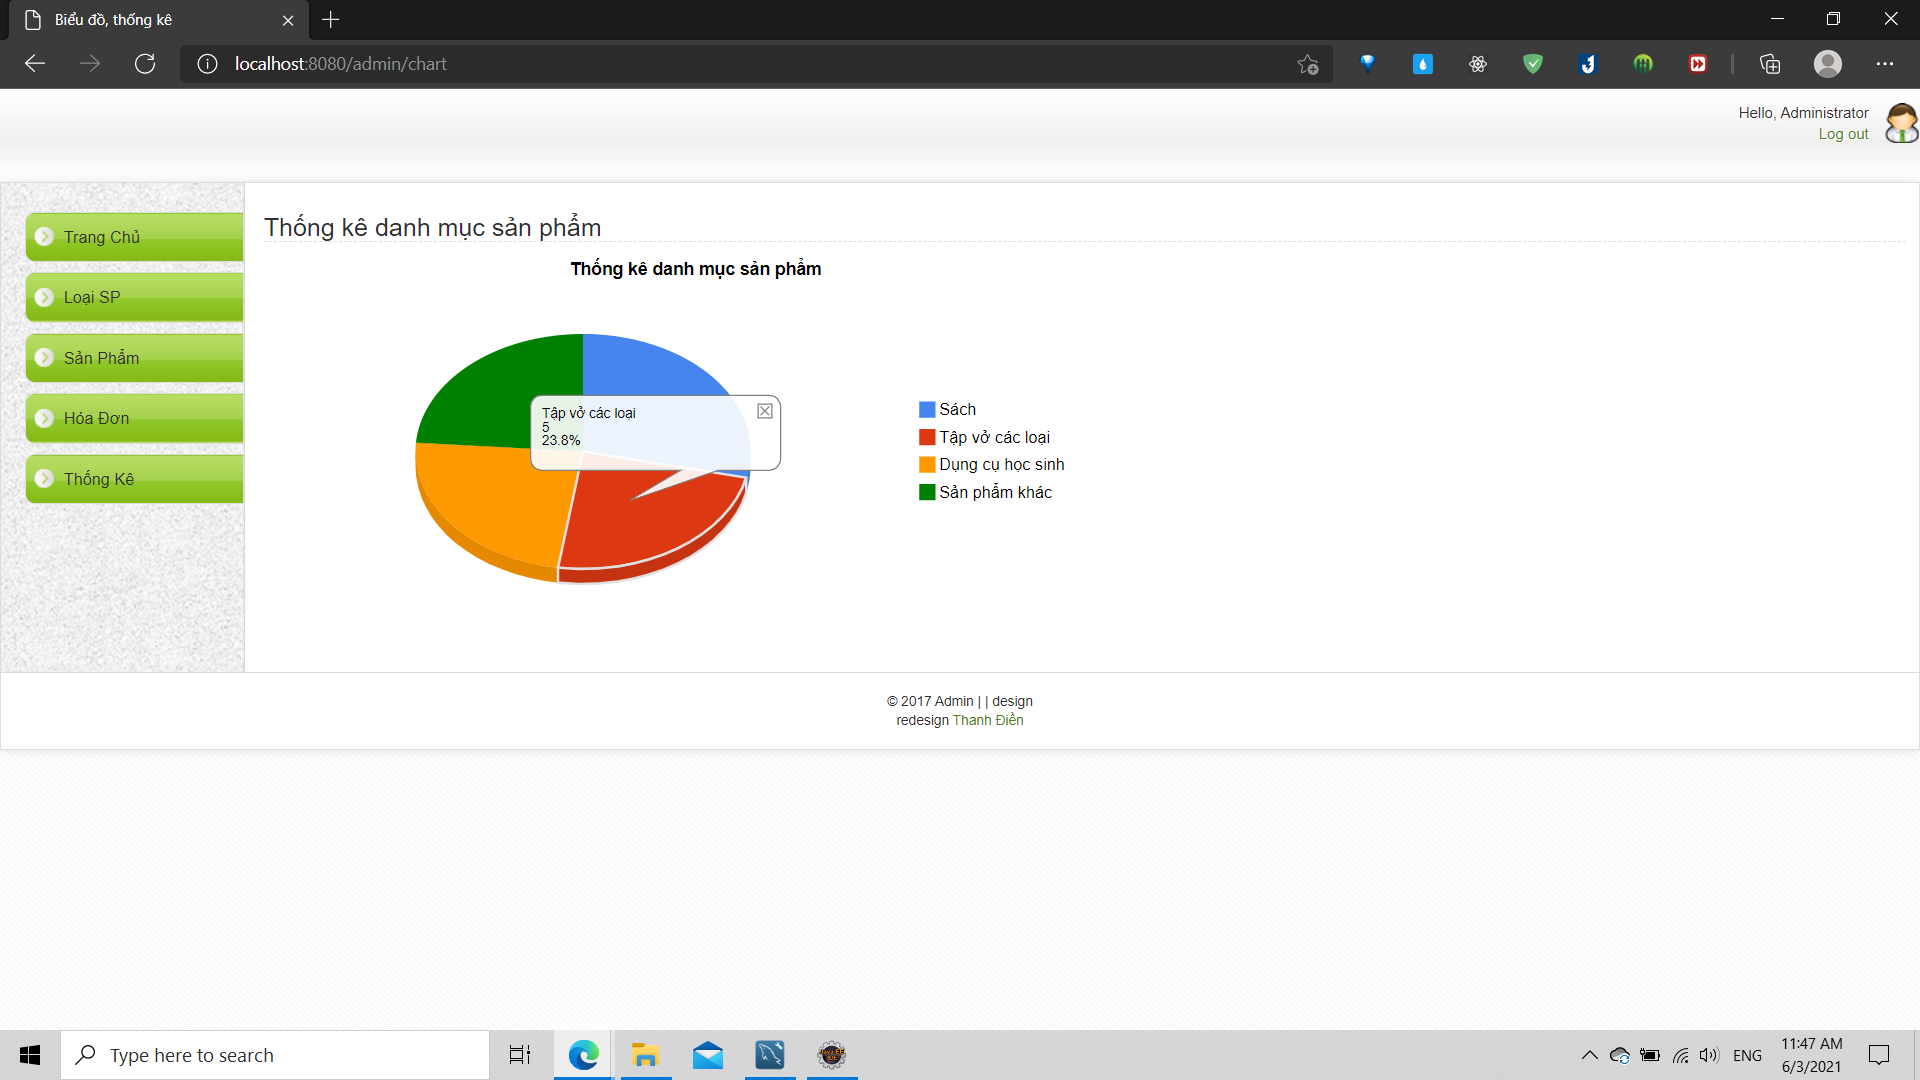 Biểu đồ, thống kê
localhost:8080/admin/chart
Hello, Administrator
Log out
Trang Chủ
Loại SP
Sản Phẩm
Hóa Đơn
Thống Kê
Thống kê danh mục sản phẩm
Thống kê danh mục sản phẩm
Tập vở các loại
5
23.8%
Sách
Tập vở các loại
Dụng cụ học sinh
Sản phẩm khác
© 2017 Admin | | design
redesign Thanh Điền
Type here to search
ENG
11:47 AM
6/3/2021